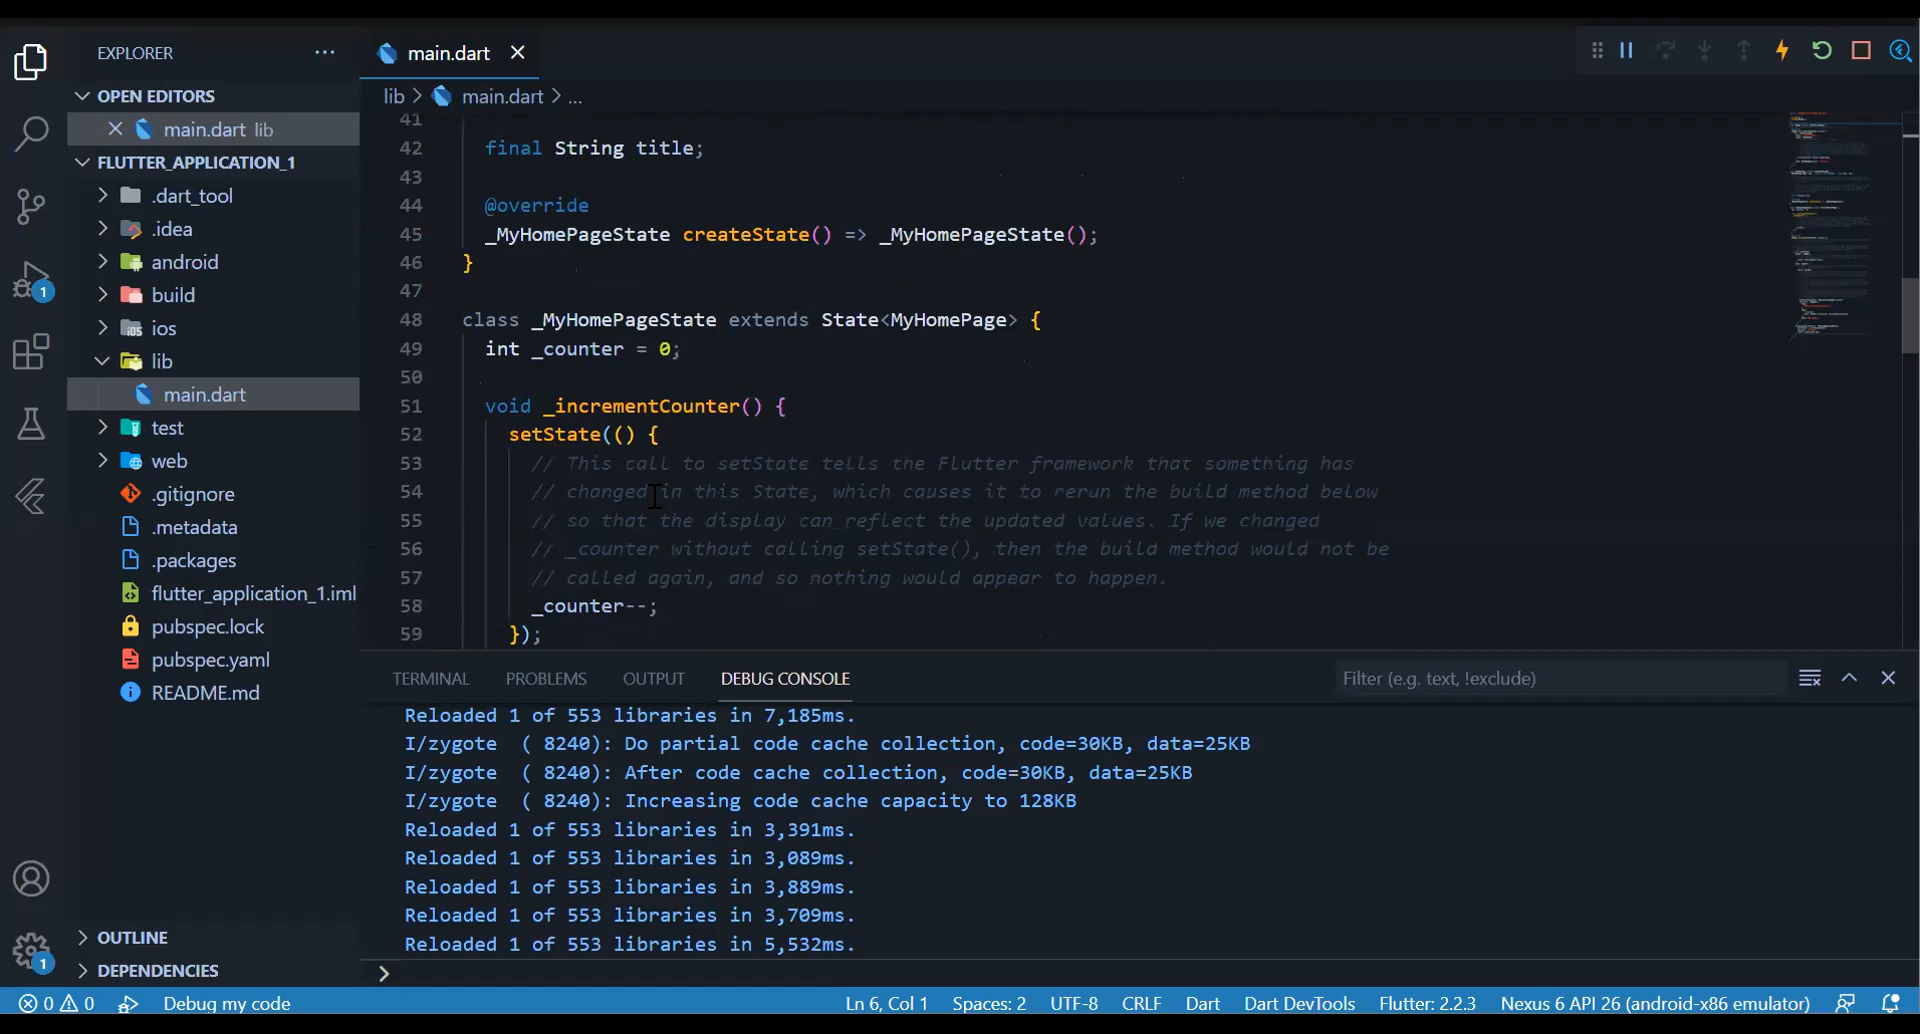 EXPLORER
...
main.dart
OPEN EDITORS
main.dart lib
FLUTTER_APPLICATION_1
.dart_tool
.idea
android
build
ios
lib
main.dart
test
web
.gitignore
.metadata
.packages
flutter_application_1.iml
pubspec.lock
pubspec.yaml
README.md
OUTLINE
DEPENDENCIES
1
1
lib > main.dart > ...
41
42 final String title;
43
44 @override
45 _MyHomePageState createState() => _MyHomePageState();
46 }
47
48 class _MyHomePageState extends State<MyHomePage> {
49 int _counter = 0;
50
51 void _incrementCounter() {
52 setState(() {
53 // This call to setState tells the Flutter framework that something has
54 // changed in this State, which causes it to rerun the build method below
55 // so that the display can reflect the updated values. If we changed
56 // _counter without calling setState(), then the build method would not be
57 // called again, and so nothing would appear to happen.
58 _counter--;
59 });
TERMINAL PROBLEMS OUTPUT DEBUG CONSOLE Filter (e.g. text, !exclude)
Reloaded 1 of 553 libraries in 7,185ms.
I/zygote ( 8240): Do partial code cache collection, code=30KB, data=25KB
I/zygote ( 8240): After code cache collection, code=30KB, data=25KB
I/zygote ( 8240): Increasing code cache capacity to 128KB
Reloaded 1 of 553 libraries in 3,391ms.
Reloaded 1 of 553 libraries in 3,089ms.
Reloaded 1 of 553 libraries in 3,889ms.
Reloaded 1 of 553 libraries in 3,709ms.
Reloaded 1 of 553 libraries in 5,532ms.
>
0 0 Debug my code Ln 6, Col 1 Spaces: 2 UTF-8 CRLF Dart Dart DevTools Flutter: 2.2.3 Nexus 6 API 26 (android-x86 emulator)